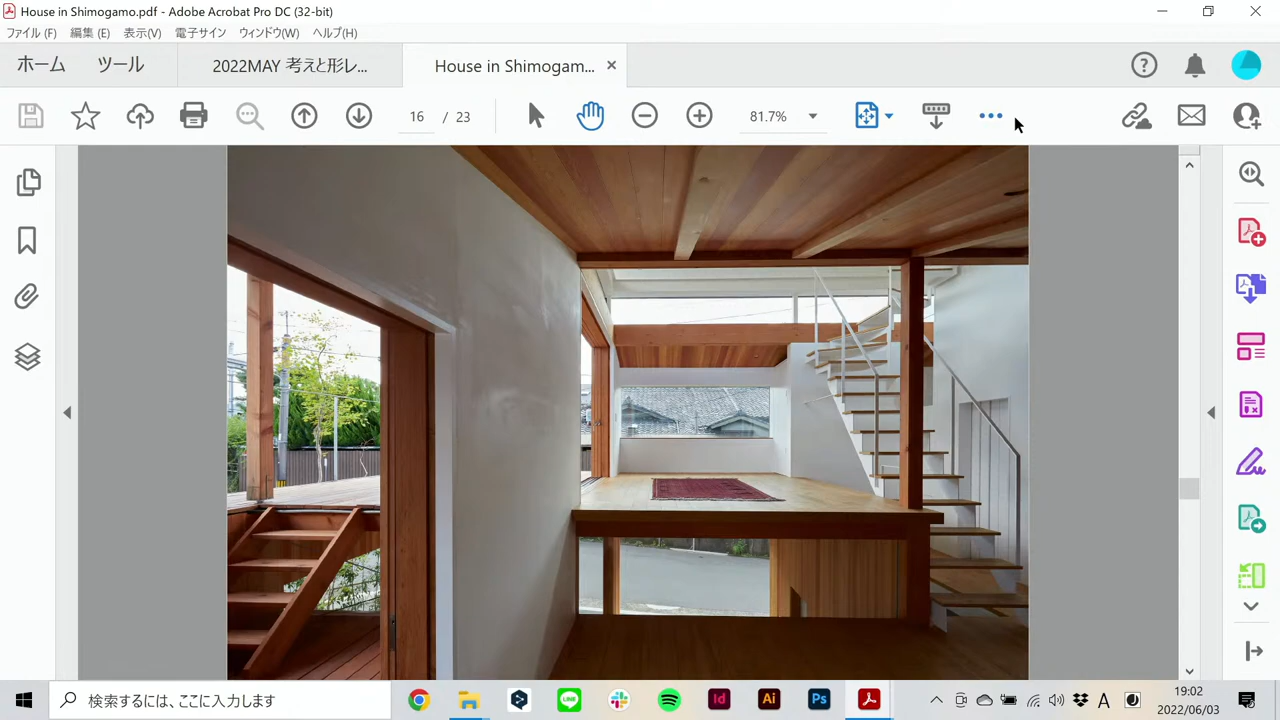 House in Shimogamo.pdf - Adobe Acrobat Pro DC (32-bit)
ファイル (F) 編集 (E) 表示(V) 電子サイン ウィンドウ(W) ヘルプ(H)
ホーム ツール 2022MAY 考えと形レ... House in Shimogam... ×
16 / 23 81.7%
検索するには、ここに入力します
Id Ai Ps
A 19:02
2022/06/03